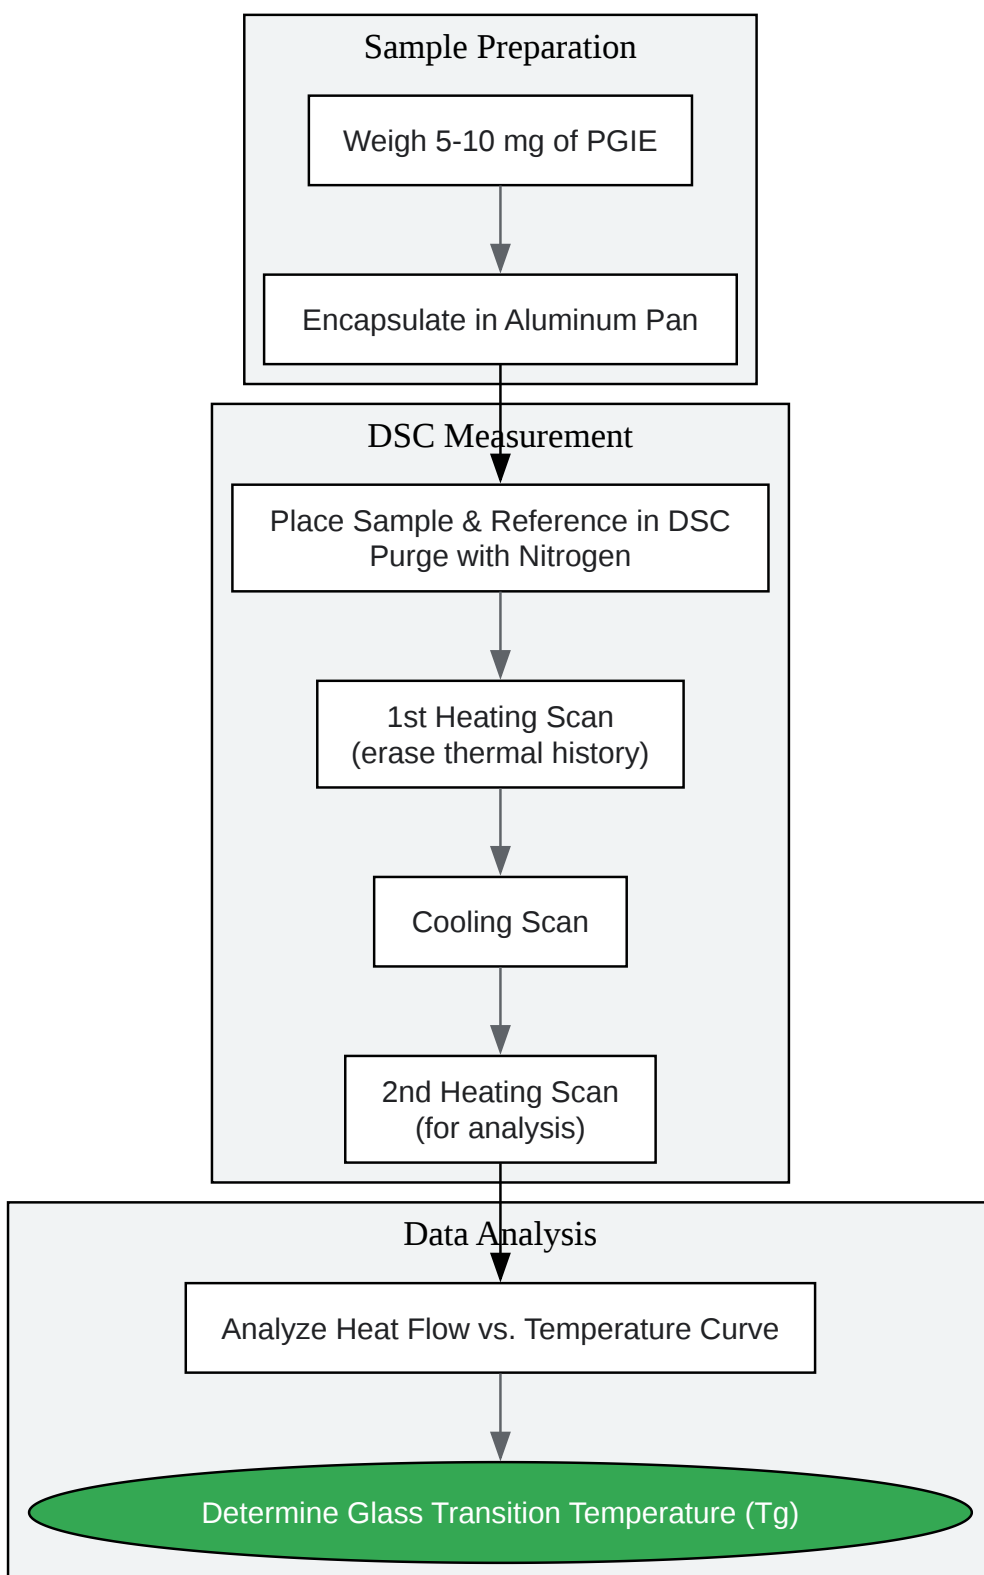 Sample Preparation
Weigh 5-10 mg of PGIE
Encapsulate in Aluminum Pan
DSC Measurement
Place Sample & Reference in DSC
Purge with Nitrogen
1st Heating Scan
(erase thermal history)
Cooling Scan
2nd Heating Scan
(for analysis)
Data Analysis
Analyze Heat Flow vs. Temperature Curve
Determine Glass Transition Temperature (Tg)